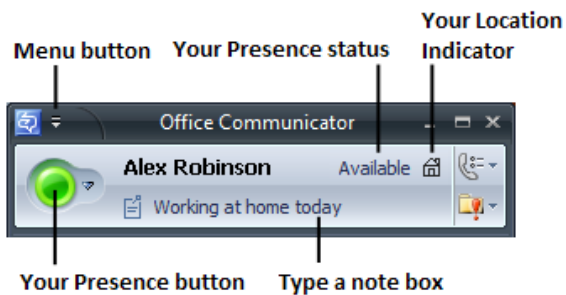 Your Location
Menu button Your Presence status Indicator
Office Communicator
Alex Robinson Available
Working at home today
Your Presence button Type a note box